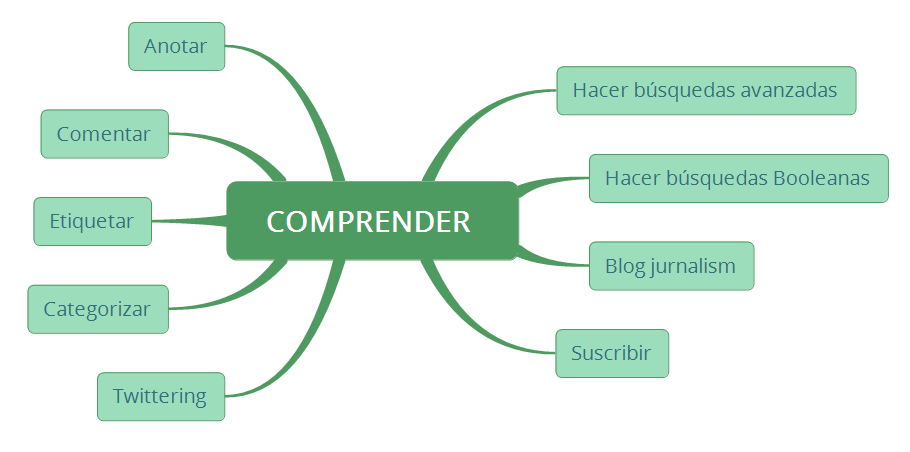 Anotar
Comentar
Etiquetar
Categorizar
Twittering
COMPRENDER
Hacer búsquedas avanzadas
Hacer búsquedas Booleanas
Blog jurnalism
Suscribir